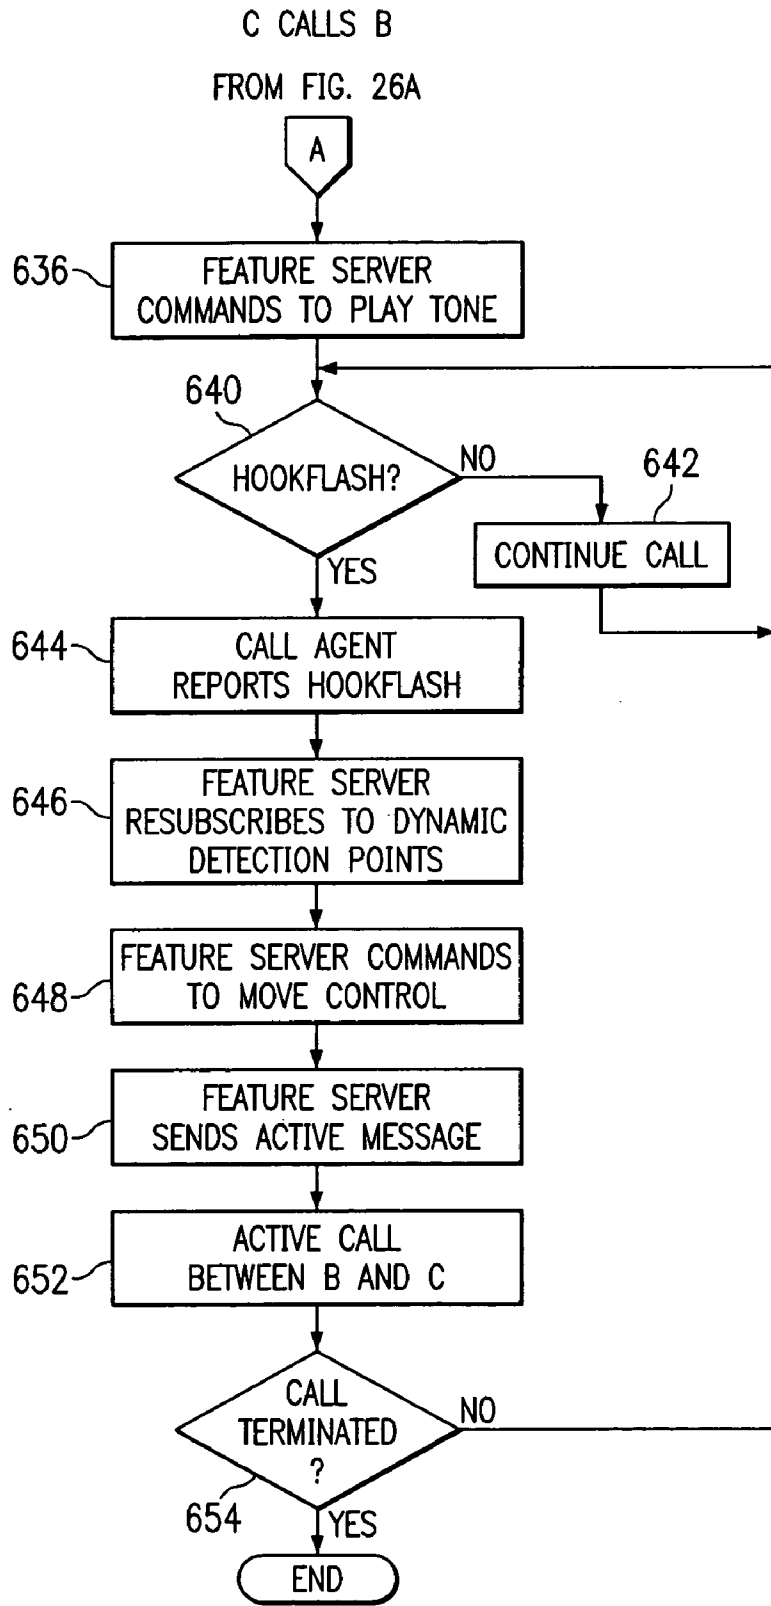 C CALLS B
FROM FIG. 26A
A
636
FEATURE SERVER
COMMANDS TO PLAY TONE
640
HOOKFLASH?
NO
642
CONTINUE CALL
YES
644
CALL AGENT
REPORTS HOOKFLASH
646
FEATURE SERVER
RESUBSCRIBES TO DYNAMIC
DETECTION POINTS
648
FEATURE SERVER COMMANDS
TO MOVE CONTROL
650
FEATURE SERVER
SENDS ACTIVE MESSAGE
652
ACTIVE CALL
BETWEEN B AND C
CALL
TERMINATED
?
NO
654
YES
END